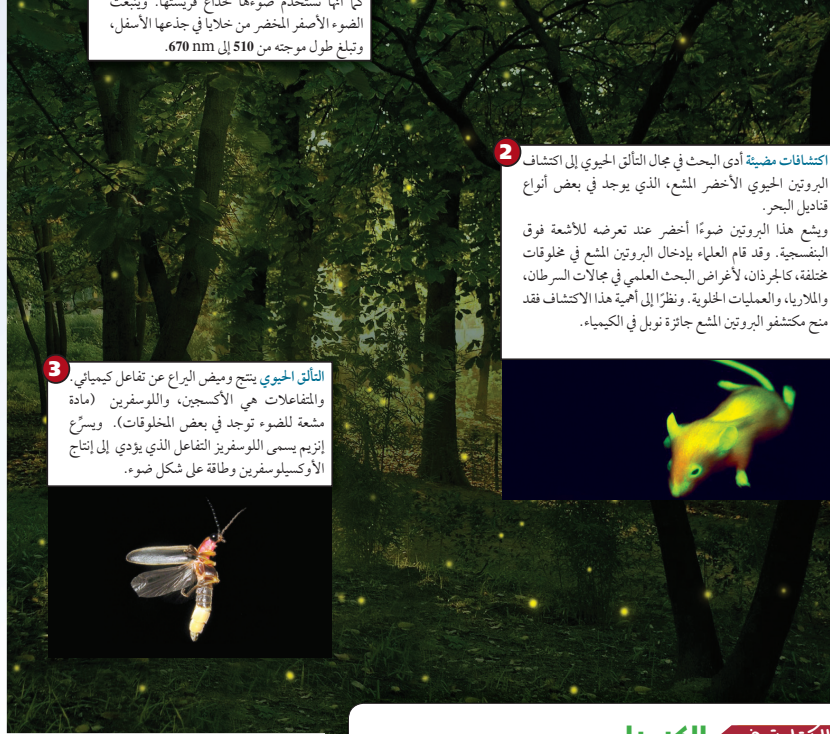 كما أنها تستخدم ضوءها لخداع فريستها. وينبعث
الضوء الأصفر المخضر من خلايا في جذعها الأسفل،
وتبلغ طول موجته من 510 إلى 670 nm.
2
اكتشافات مضيئة أدى البحث في مجال التألق الحيوي إلى اكتشاف
البروتين الحيوي الأخضر المشع، الذي يوجد في بعض أنواع
قناديل البحر.
ويشع هذا البروتين ضوءًا أخضر عند تعرضه للأشعة فوق
البنفسجية. وقد قام العلماء بإدخال البروتين المشع في مخلوقات
مختلفة، كالجرذان، لأغراض البحث العلمي في مجالات السرطان،
والملاريا، والعمليات الخلوية. ونظرًا إلى أهمية هذا الاكتشاف فقد
منح مكتشفو البروتين المشع جائزة نوبل في الكيمياء.
3
التألق الحيوي ينتج وميض اليراع عن تفاعل كيميائي.
والمتفاعلات هي الأكسجين، واللوسفرين (مادة
مشعة للضوء توجد في بعض المخلوقات). ويسرِّع
إنزيم يسمى اللوسفريز التفاعل الذي يؤدي إلى إنتاج
الأوكسيلوسفرين وطاقة على شكل ضوء.